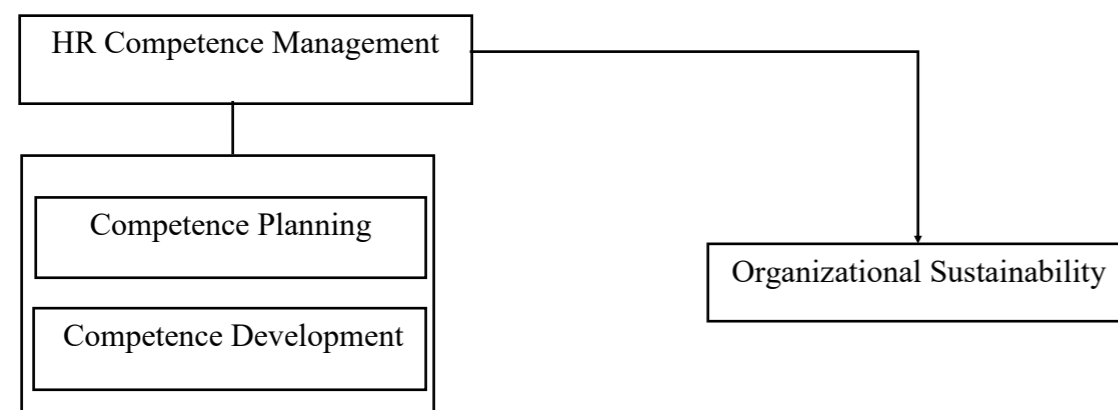 HR Competence Management
Competence Planning
Organizational Sustainability
Competence Development